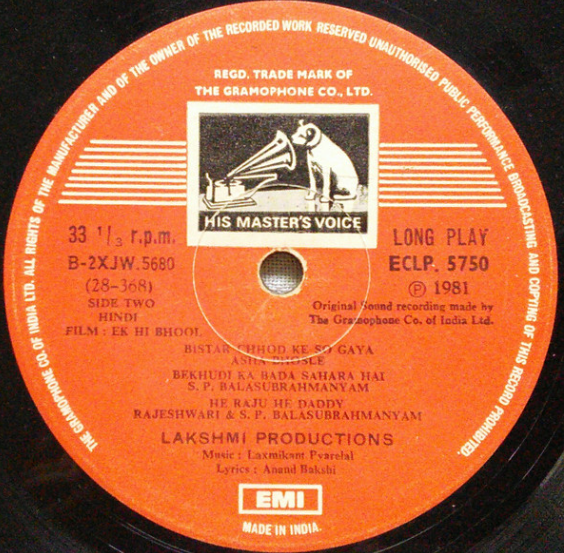 THE GRAMOPHONE CO. OF INDIA LTD. ALL RIGHTS OF THE MANUFACTURER AND OF THE OWNER OF THE RECORDED WORK RESERVED UNAUTHORISED PUBLIC PERFORMANCE BROADCASTING AND COPYING OF THIS RECORD PROHIBITED.
REGD. TRADE MARK OF
THE GRAMOPHONE CO., LTD.
HIS MASTER'S VOICE
33 1/3 r.p.m.
B-2XJW.5680
(28-368)
SIDE TWO
HINDI
FILM : EK HI BHOOL
LONG PLAY
ECLP. 5750
Ⓟ 1981
Original Sound recording made by
The Gramophone Co. of India Ltd.
BISTAR CHHOD KE SO GAYA
ASHA BHOSLE
BEKHUDI KA BADA SAHARA HAI
S. P. BALASUBRAHMANYAM
HE RAJU HE DADDY
RAJESHWARI & S. P. BALASUBRAHMANYAM
LAKSHMI PRODUCTIONS
Music : Laxmikant Pyarelal
Lyrics : Anand Bakshi
EMI
MADE IN INDIA.